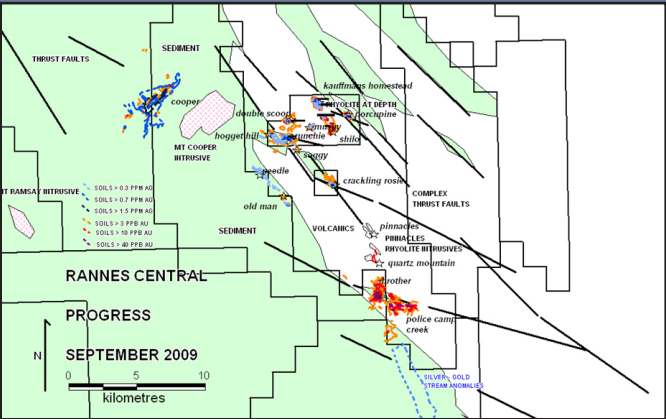 kauffmans homestead
THRUST FAULTS
SEDIMENT
cooper
RHYOLITE AT DEPTH
double scoop
porcupine
hogget hill
crunchie
shilo
MT COOPER
INTRUSIVE
soggy
needle
crackling rosie
MT RAMSAY INTRUSIVE
SOILS > 0.3 PPM AG
SOILS > 0.7 PPM AG
SOILS > 1.5 PPM AG
SOILS > 3 PPB AU
SOILS > 10 PPB AU
SOILS > 40 PPB AU
COMPLEX
THRUST FAULTS
old man
SEDIMENT
VOLCANICS
pinnacles
PINNACLES
RHYOLITE INTRUSIVES
quartz mountain
RANNES CENTRAL
brother
PROGRESS
police camp
creek
N
SEPTEMBER 2009
0 5 10
kilometres
SILVER - GOLD
STREAM ANOMALIES